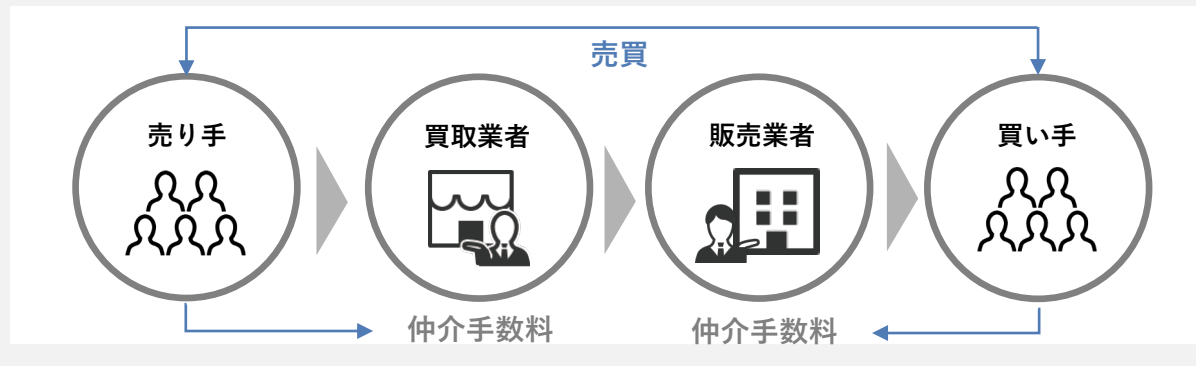 売買
売り手
買取業者
販売業者
買い手
仲介手数料
仲介手数料